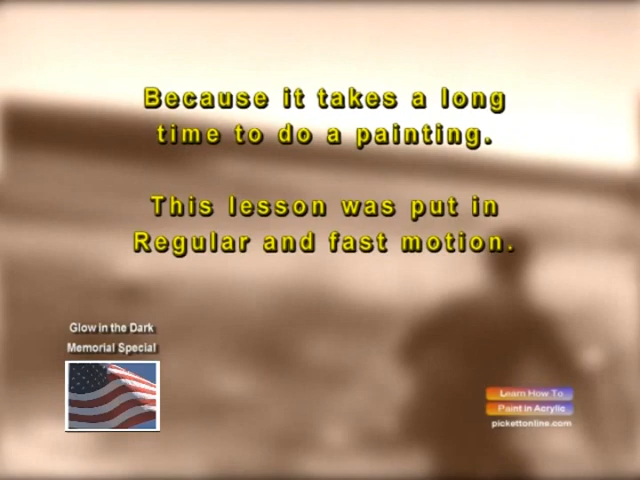 Because it takes a long
time to do a painting.
This lesson was put in
Regular and fast motion.
Glow in the Dark
Memorial Special
Learn How To
Paint in Acrylic
pickettonline.com